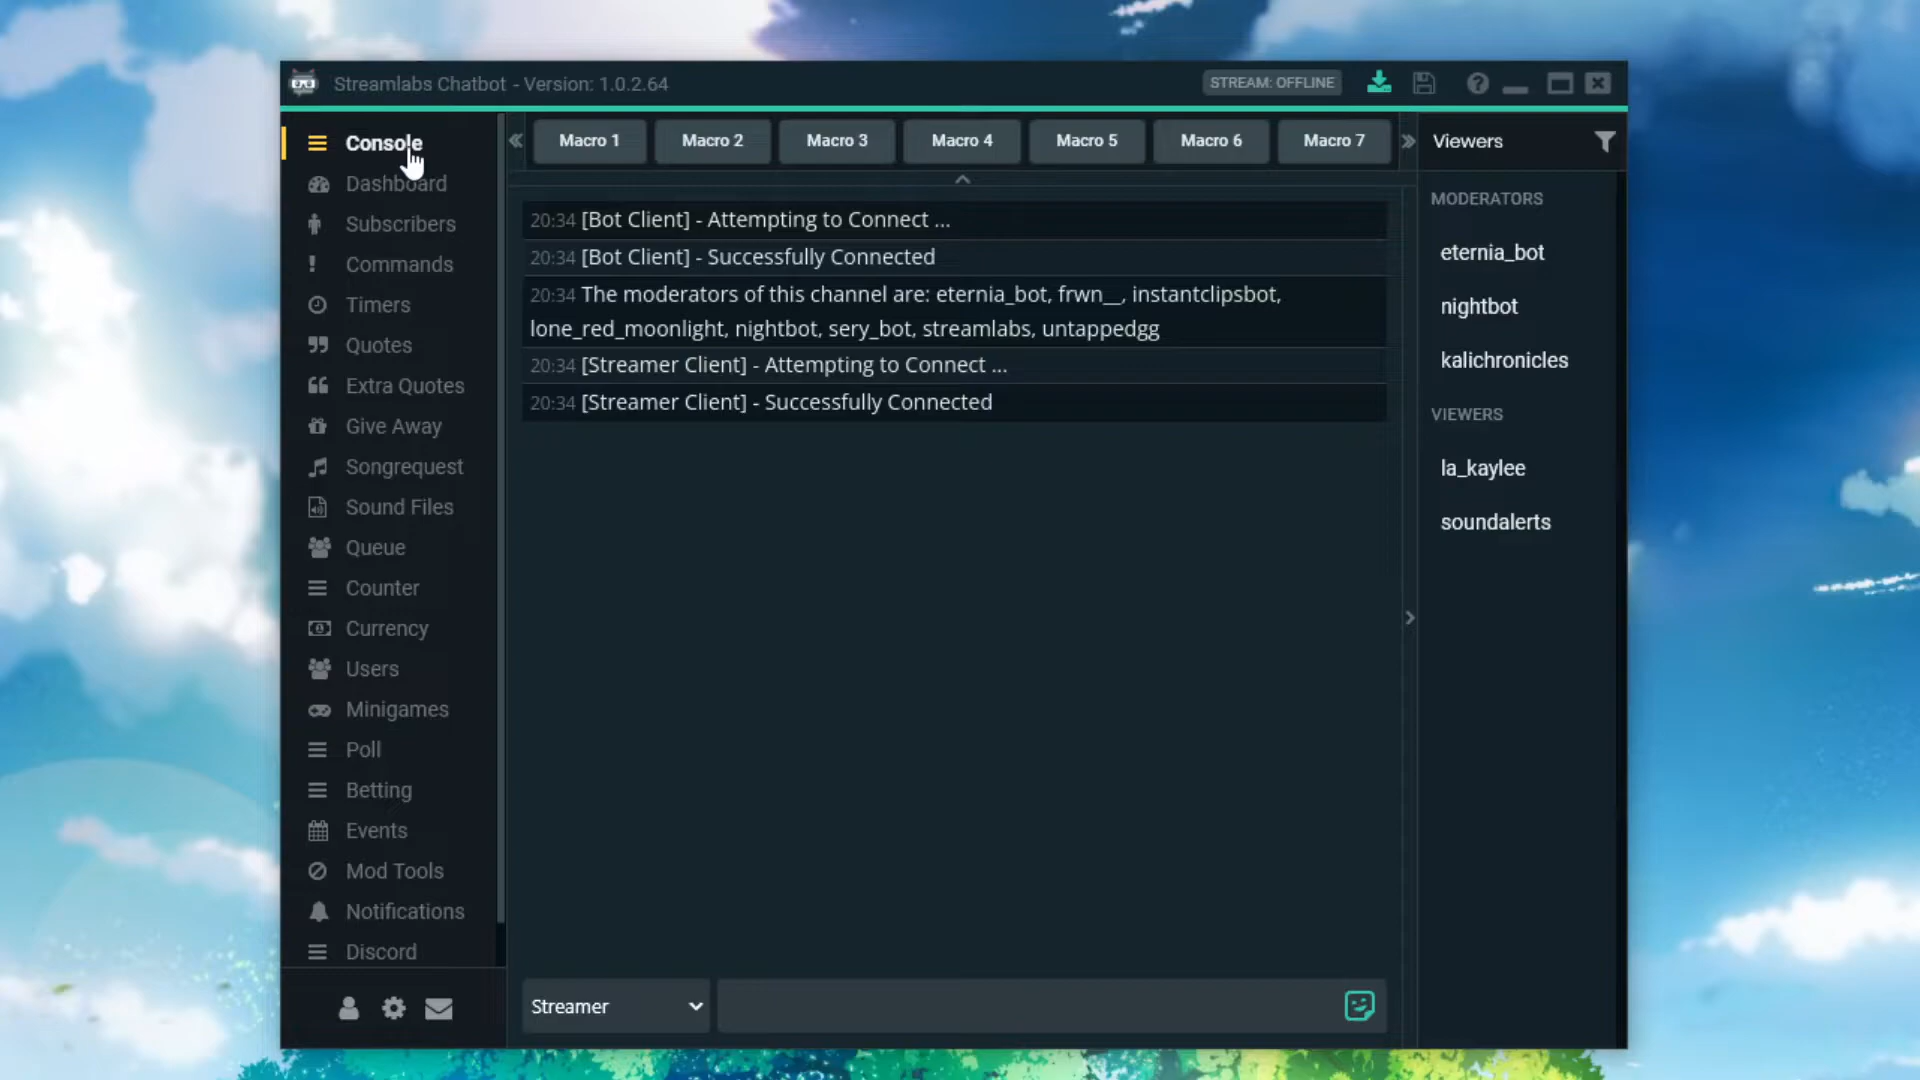 Streamlabs Chatbot - Version: 1.0.2.64
STREAM: OFFLINE
Console
Dashboard
Subscribers
Commands
Timers
Quotes
Extra Quotes
Give Away
Songrequest
Sound Files
Queue
Counter
Currency
Users
Minigames
Poll
Betting
Events
Mod Tools
Notifications
Discord
Macro 1
Macro 2
Macro 3
Macro 4
Macro 5
Macro 6
Macro 7
20:34 [Bot Client] - Attempting to Connect ...
20:34 [Bot Client] - Successfully Connected
20:34 The moderators of this channel are: eternia_bot, frwn__, instantclipsbot,
lone_red_moonlight, nightbot, sery_bot, streamlabs, untappedgg
20:34 [Streamer Client] - Attempting to Connect ...
20:34 [Streamer Client] - Successfully Connected
Streamer
Viewers
MODERATORS
eternia_bot
nightbot
kalichronicles
VIEWERS
la_kaylee
soundalerts